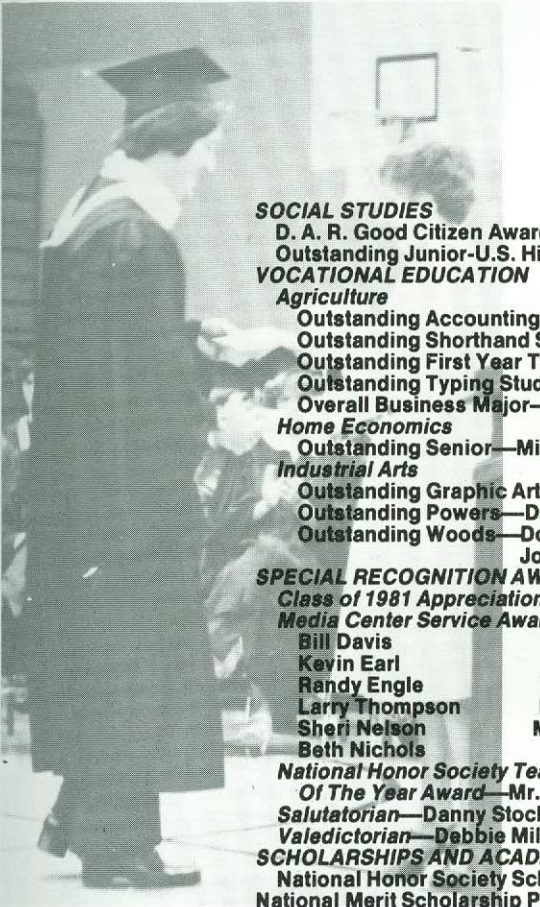 SOCIAL STUDIES
D. A. R. Good Citizen Awar
Outstanding Junior-U.S. Hi
VOCATIONAL EDUCATION
Agriculture
Outstanding Accounting
Outstanding Shorthand S
Outstanding First Year T
Outstanding Typing Stud
Overall Business Major—
Home Economics
Outstanding Senior—Mi
Industrial Arts
Outstanding Graphic Art
Outstanding Powers—D
Outstanding Woods—Do
Jo
SPECIAL RECOGNITION AW
Class of 1981 Appreciation
Media Center Service Awa
Bill Davis
Kevin Earl
Randy Engle
Larry Thompson
Sheri Nelson M
Beth Nichols
National Honor Society Tea
Of The Year Award—Mr.
Salutatorian—Danny Stock
Valedictorian—Debbie Mil
SCHOLARSHIPS AND ACAD
National Honor Society Sch
National Merit Scholarship P